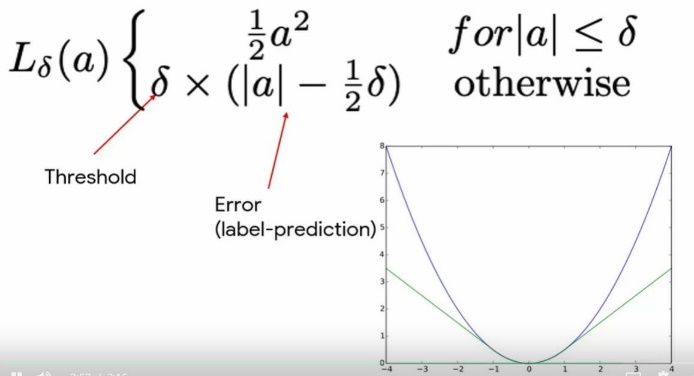 L_δ(a) { ½a² for|a| ≤ δ
δ × (|a| − ½δ) otherwise
Threshold
Error
(label-prediction)
8
7
6
5
4
3
2
1
0
−4 −3 −2 −1 0 1 2 3 4